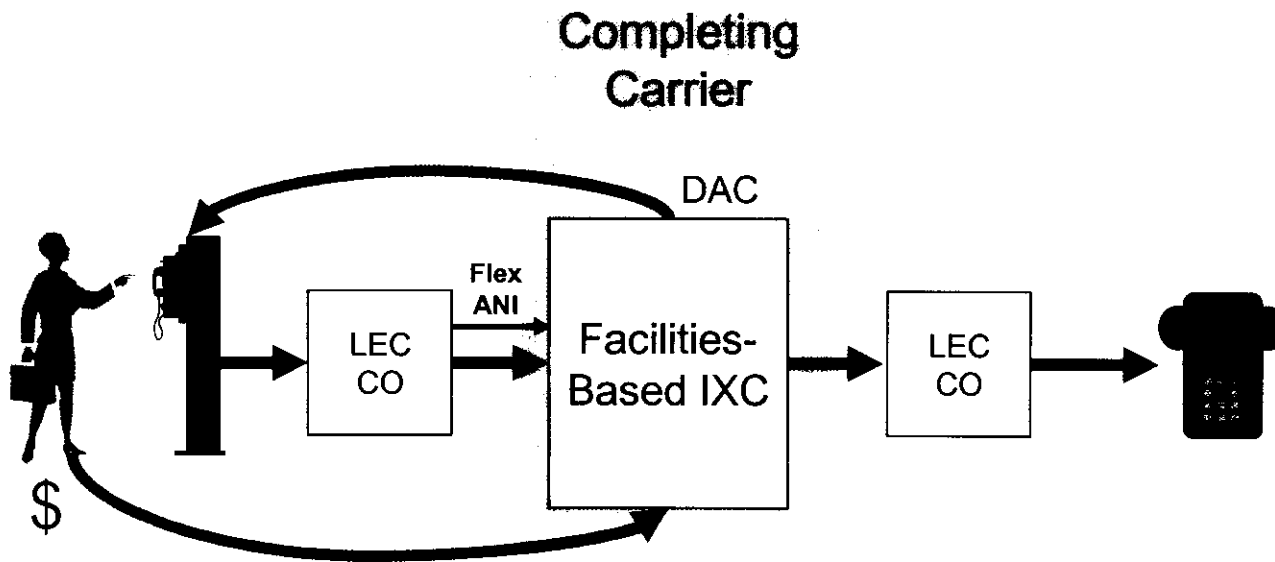 Completing
Carrier
DAC
Flex
ANI
LEC
CO
Facilities-
Based IXC
LEC
CO
$